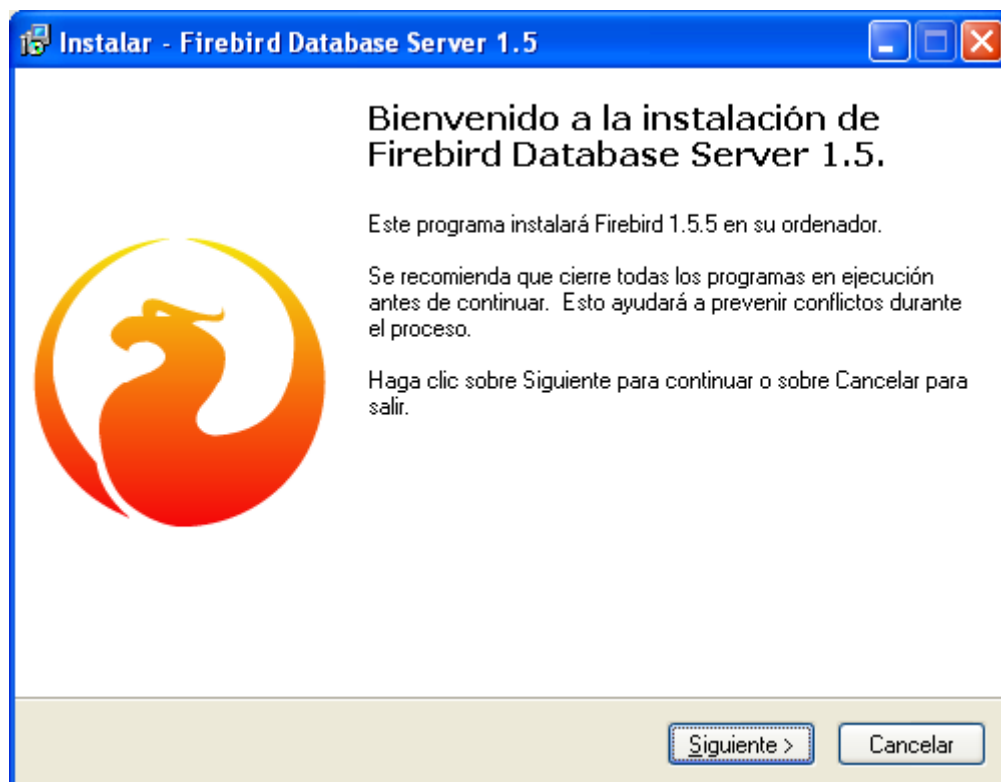 Instalar - Firebird Database Server 1.5
Bienvenido a la instalación de
Firebird Database Server 1.5.
Este programa instalará Firebird 1.5.5 en su ordenador.
Se recomienda que cierre todas los programas en ejecución
antes de continuar.  Esto ayudará a prevenir conflictos durante
el proceso.
Haga clic sobre Siguiente para continuar o sobre Cancelar para
salir.
Siguiente >
Cancelar